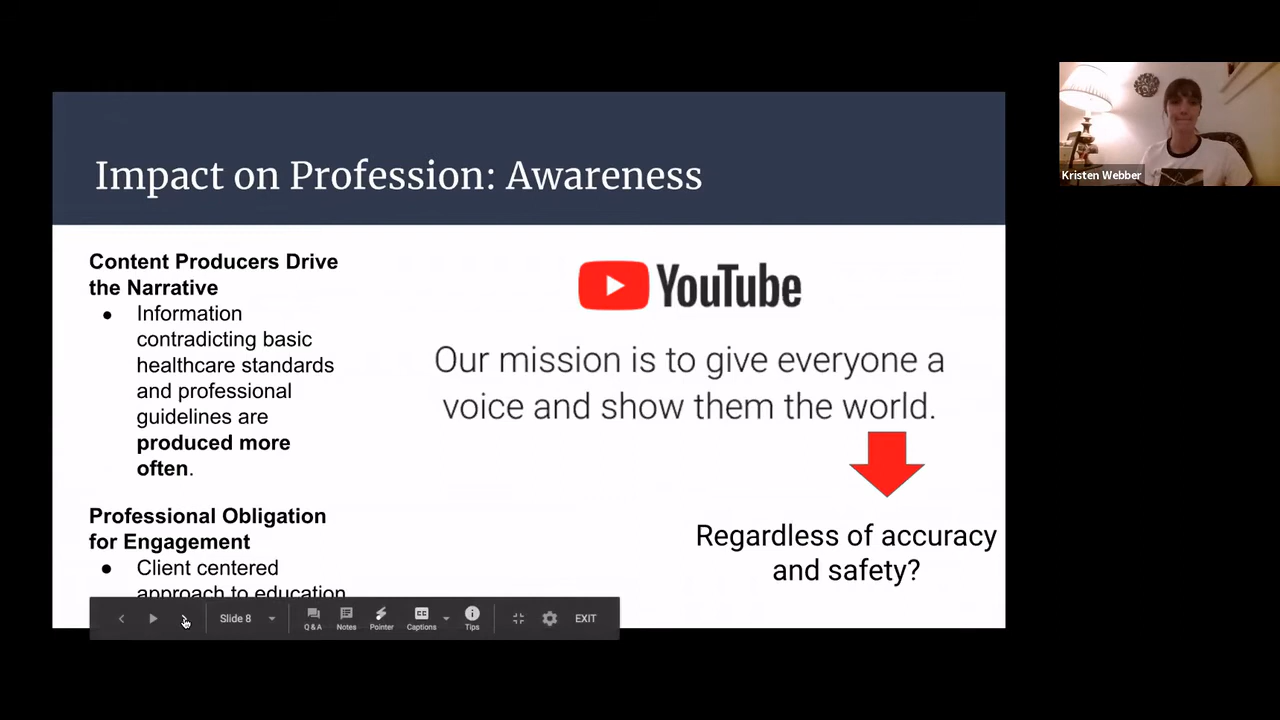 Impact on Profession: Awareness
Content Producers Drive
the Narrative
● Information
contradicting basic
healthcare standards
and professional
guidelines are
produced more
often.
Professional Obligation
for Engagement
● Client centered
approach to education
YouTube
Our mission is to give everyone a
voice and show them the world.
Regardless of accuracy
and safety?
Slide 8
Q & A
Notes
Pointer
Captions
Tips
EXIT
Kristen Webber